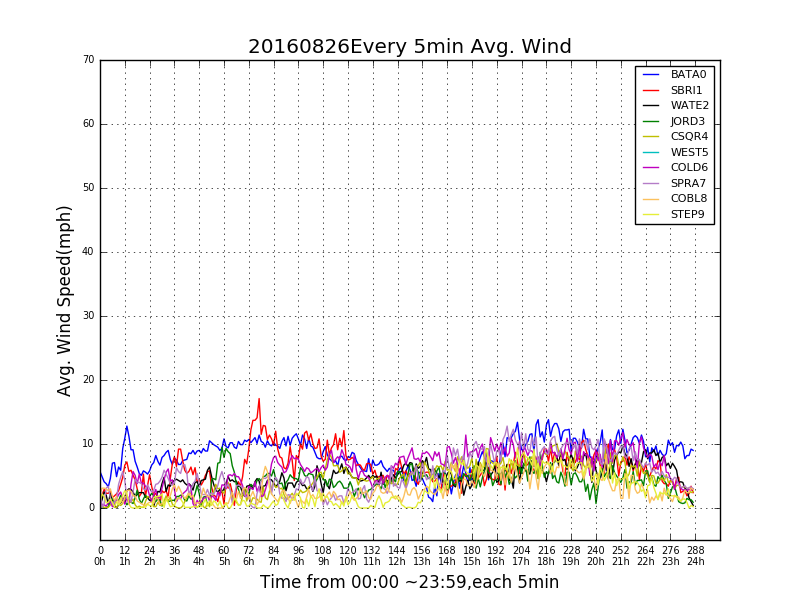 20160826Every 5min Avg. Wind
70
60
50
40
30
20
10
0
Avg. Wind Speed(mph)
BATA0
SBRI1
WATE2
JORD3
CSQR4
WEST5
COLD6
SPRA7
COBL8
STEP9
0 12 24 36 48 60 72 84 96 108 120 132 144 156 168 180 192 204 216 228 240 252 264 276 288
0h 1h 2h 3h 4h 5h 6h 7h 8h 9h 10h 11h 12h 13h 14h 15h 16h 17h 18h 19h 20h 21h 22h 23h 24h
Time from 00:00 ~23:59,each 5min